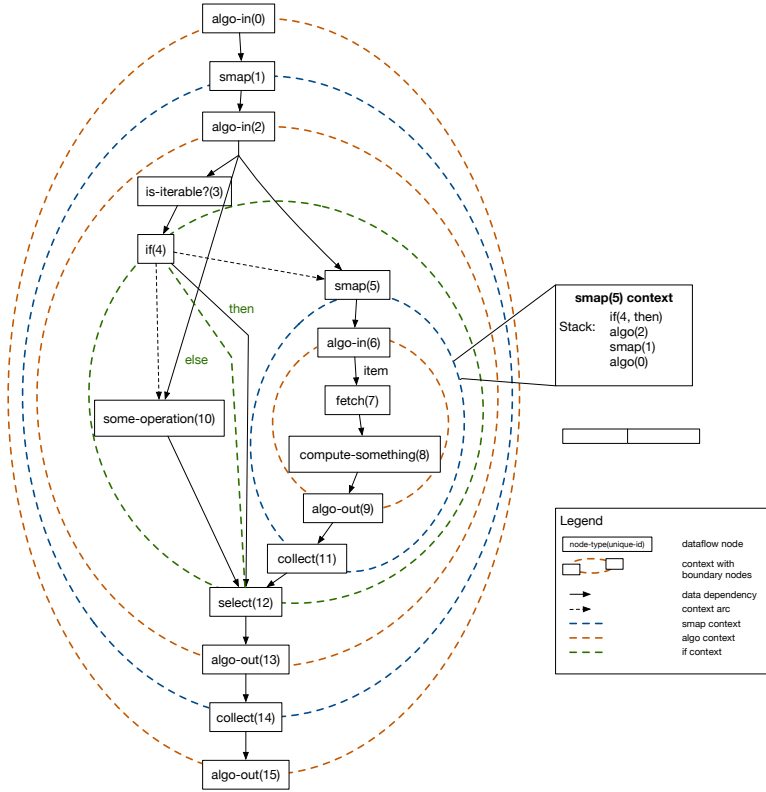 algo-in(0)
smap(1)
algo-in(2)
is-iterable?(3)
if(4)
smap(5)
then
algo-in(6)
else
item
fetch(7)
some-operation(10)
compute-something(8)
algo-out(9)
collect(11)
select(12)
algo-out(13)
collect(14)
algo-out(15)
smap(5) context
Stack:
if(4, then)
algo(2)
smap(1)
algo(0)
Legend
node-type(unique-id) dataflow node
context with
boundary nodes
data dependency
context arc
smap context
algo context
if context